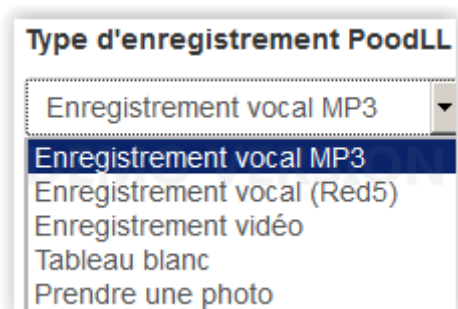 Type d'enregistrement PoodLL
Enregistrement vocal MP3
Enregistrement vocal MP3
Enregistrement vocal (Red5)
Enregistrement vidéo
Tableau blanc
Prendre une photo